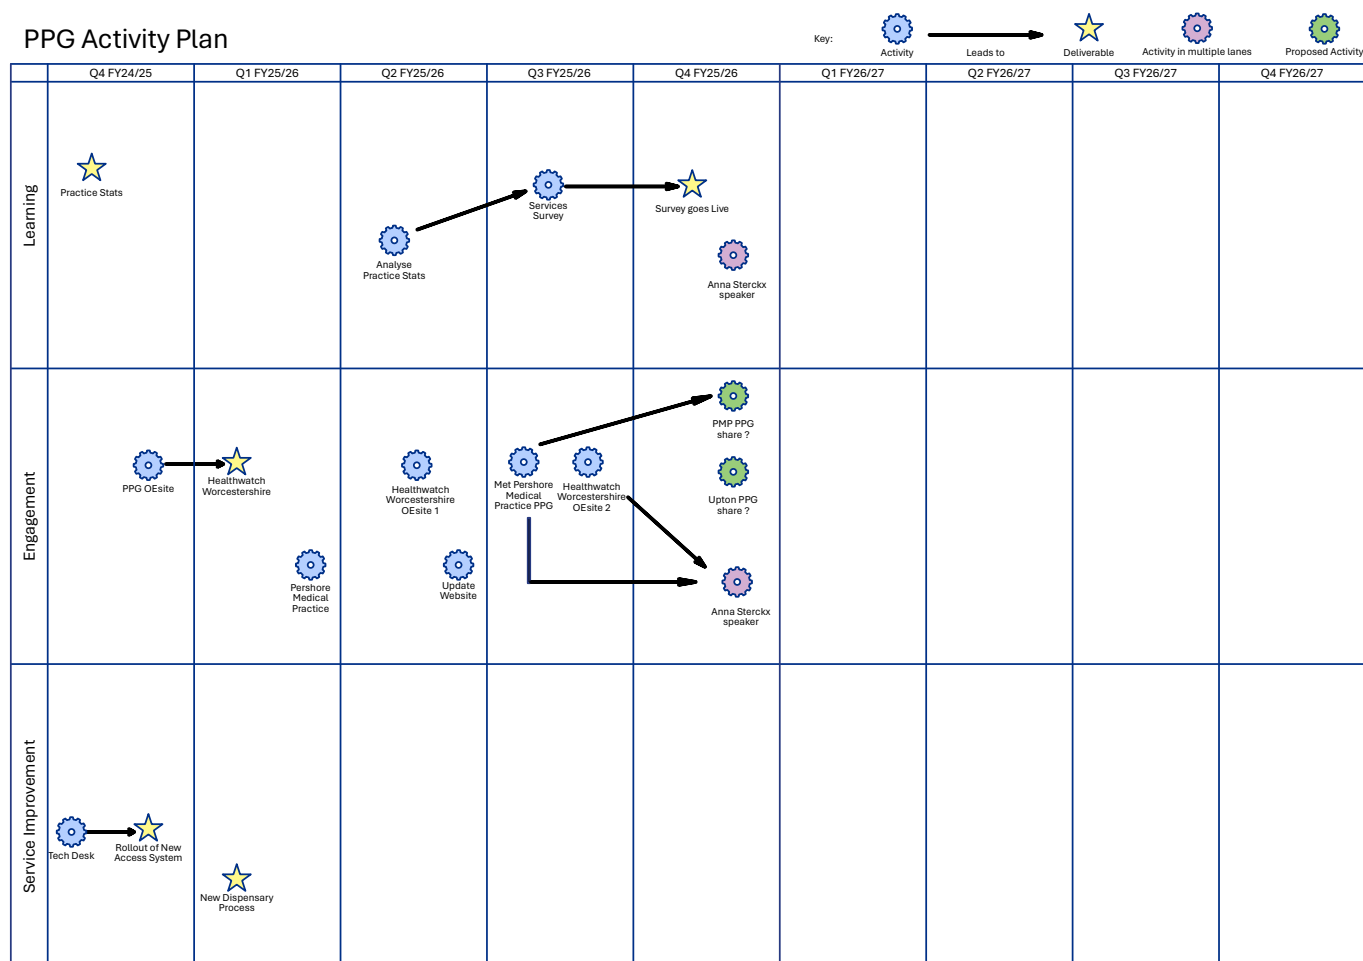 PPG Activity Plan
Key:
Activity
Leads to
Deliverable
Activity in multiple lanes
Proposed Activity
Q4 FY24/25
Q1 FY25/26
Q2 FY25/26
Q3 FY25/26
Q4 FY25/26
Q1 FY26/27
Q2 FY26/27
Q3 FY26/27
Q4 FY26/27
Learning
Practice Stats
Analyse
Practice Stats
Services
Survey
Survey goes Live
Anna Sterckx
speaker
Engagement
PPG OEsite
Healthwatch
Worcestershire
Pershore
Medical
Practice
Healthwatch
Worcestershire
OEsite 1
Update
Website
Met Pershore
Medical
Practice PPG
Healthwatch
Worcestershire
OEsite 2
PMP PPG
share ?
Upton PPG
share ?
Anna Sterckx
speaker
Service Improvement
Tech Desk
Rollout of New
Access System
New Dispensary
Process